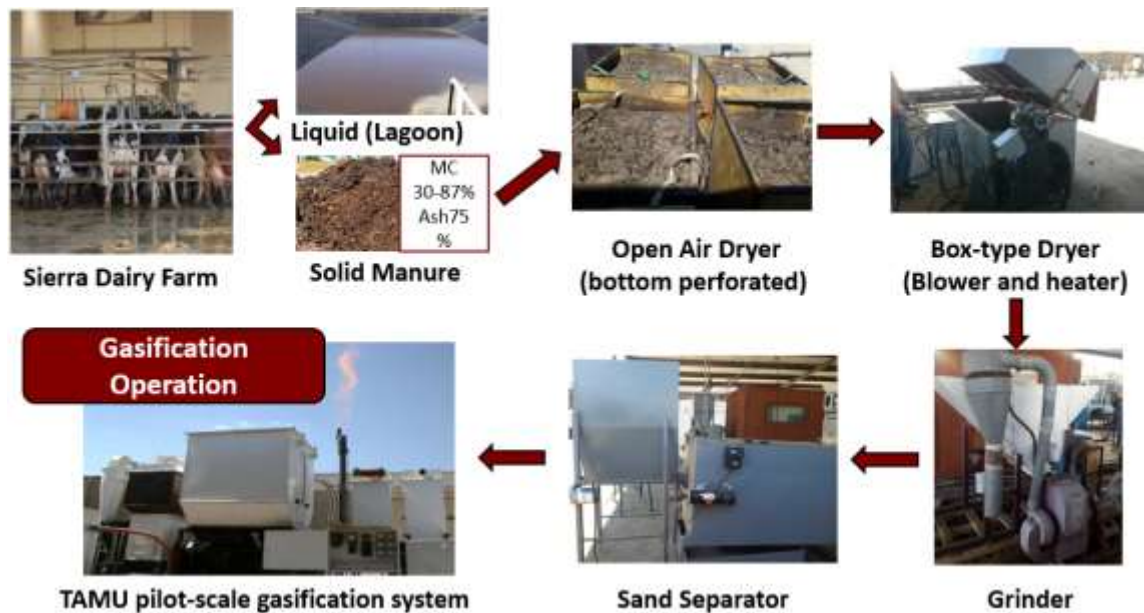 Liquid (Lagoon)
MC
30-87%
Ash75
%
Sierra Dairy Farm
Solid Manure
Open Air Dryer
(bottom perforated)
Box-type Dryer
(Blower and heater)
Gasification
Operation
TAMU pilot-scale gasification system
Sand Separator
Grinder